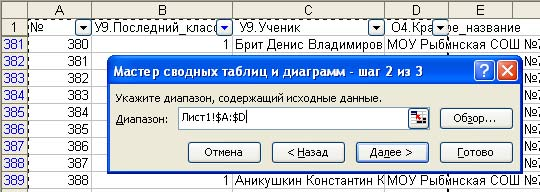 A B C D E
1 № У9.Последний_класс У9.Ученик О4.Краткое_название
381 380 1 Брит Денис Владимиров МОУ Рыбинская СОШ №
382 381
383 382
384 383
385 384
386 385
387 386
388 387
389 388 1 Аникушкин Константин К МОУ Рыбинская СОШ №
Мастер сводных таблиц и диаграмм - шаг 2 из 3
Укажите диапазон, содержащий исходные данные.
Диапазон: Лист1!$A:$D Обзор...
Отмена < Назад Далее > Готово